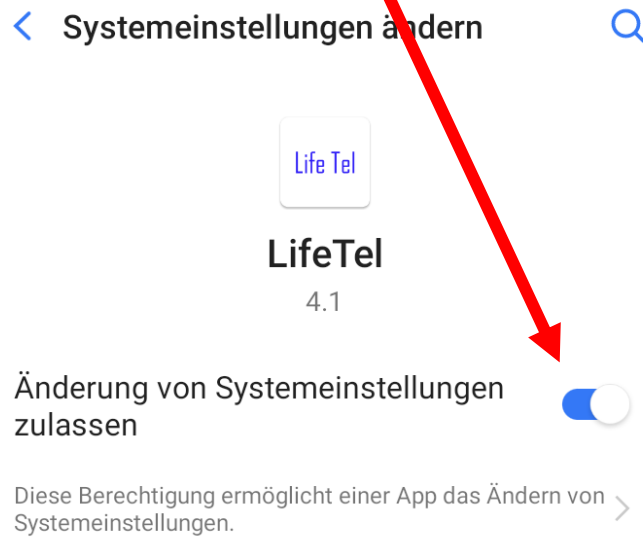 Systemeinstellungen ändern
Life Tel
LifeTel
4.1
Änderung von Systemeinstellungen
zulassen
Diese Berechtigung ermöglicht einer App das Ändern von
Systemeinstellungen.